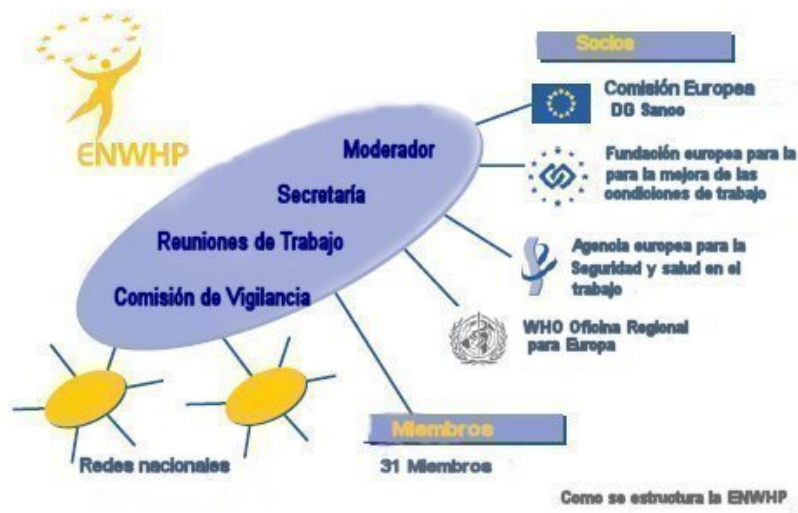 ENWHP
Socios
Comisión Europea
DG Sanco
Fundación europea para la
para la mejora de las
condiciones de trabajo
Agencia europea para la
Seguridad y salud en el
trabajo
WHO Oficina Regional
para Europa
Moderador
Secretaría
Reuniones de Trabajo
Comisión de Vigilancia
Redes nacionales
Miembros
31 Miembros
Como se estructura la ENWHP